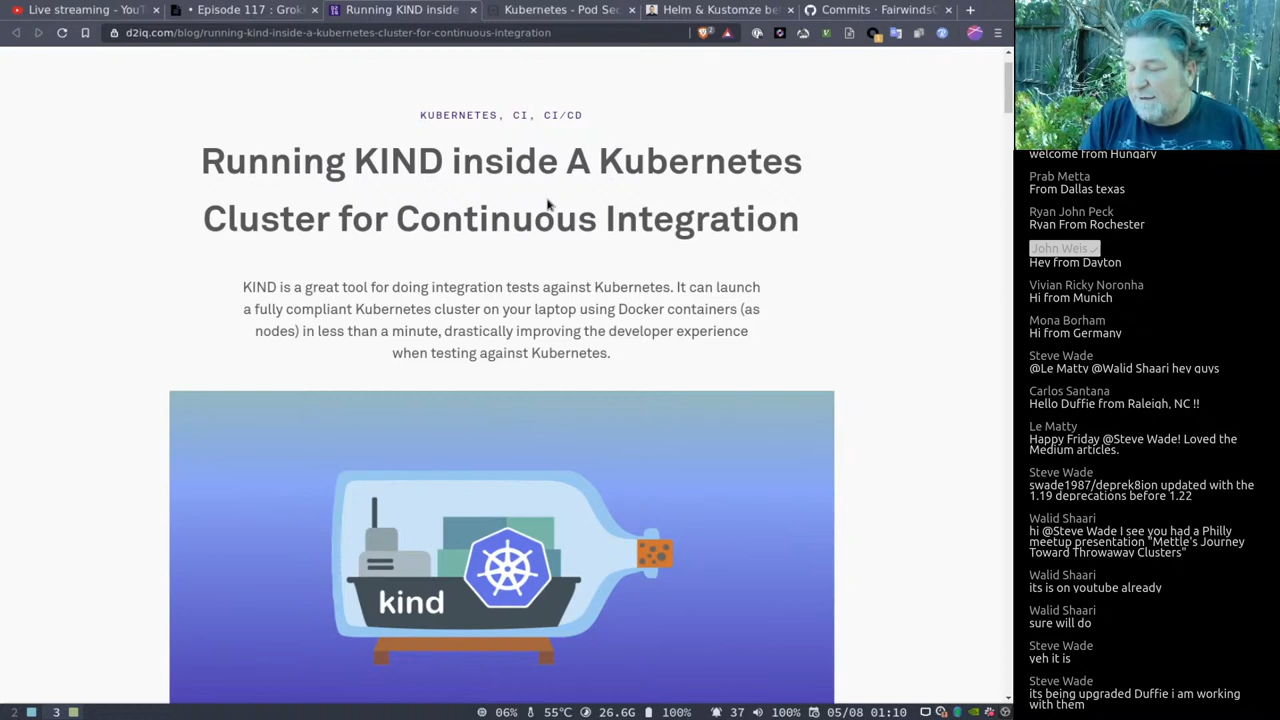 Live streaming - YouT
• Episode 117 : Grok
Running KIND inside
Kubernetes - Pod Sec
Helm & Kustomze be
Commits · FairwindsC
d2iq.com/blog/running-kind-inside-a-kubernetes-cluster-for-continuous-integration
KUBERNETES, CI, CI/CD
Running KIND inside A Kubernetes
Cluster for Continuous Integration
KIND is a great tool for doing integration tests against Kubernetes. It can launch
a fully compliant Kubernetes cluster on your laptop using Docker containers (as
nodes) in less than a minute, drastically improving the developer experience
when testing against Kubernetes.
kind
welcome from Hungary
Prab Metta
From Dallas texas
Ryan John Peck
Ryan From Rochester
John Weis
Hey from Dayton
Vivian Ricky Noronha
Hi from Munich
Mona Borham
Hi from Germany
Steve Wade
@Le Matty @Walid Shaari hey guys
Carlos Santana
Hello Duffie from Raleigh, NC !!
Le Matty
Happy Friday @Steve Wade! Loved the
Medium articles.
Steve Wade
swade1987/deprek8ion updated with the
1.19 deprecations before 1.22
Walid Shaari
hi @Steve Wade I see you had a Philly
meetup presentation "Mettle's Journey
Toward Throwaway Clusters"
Walid Shaari
its is on youtube already
Walid Shaari
sure will do
Steve Wade
yeh it is
Steve Wade
its being upgraded Duffie i am working
with them
2 3 06% 55℃ 26.6G 100% 37 100% 05/08 01:10